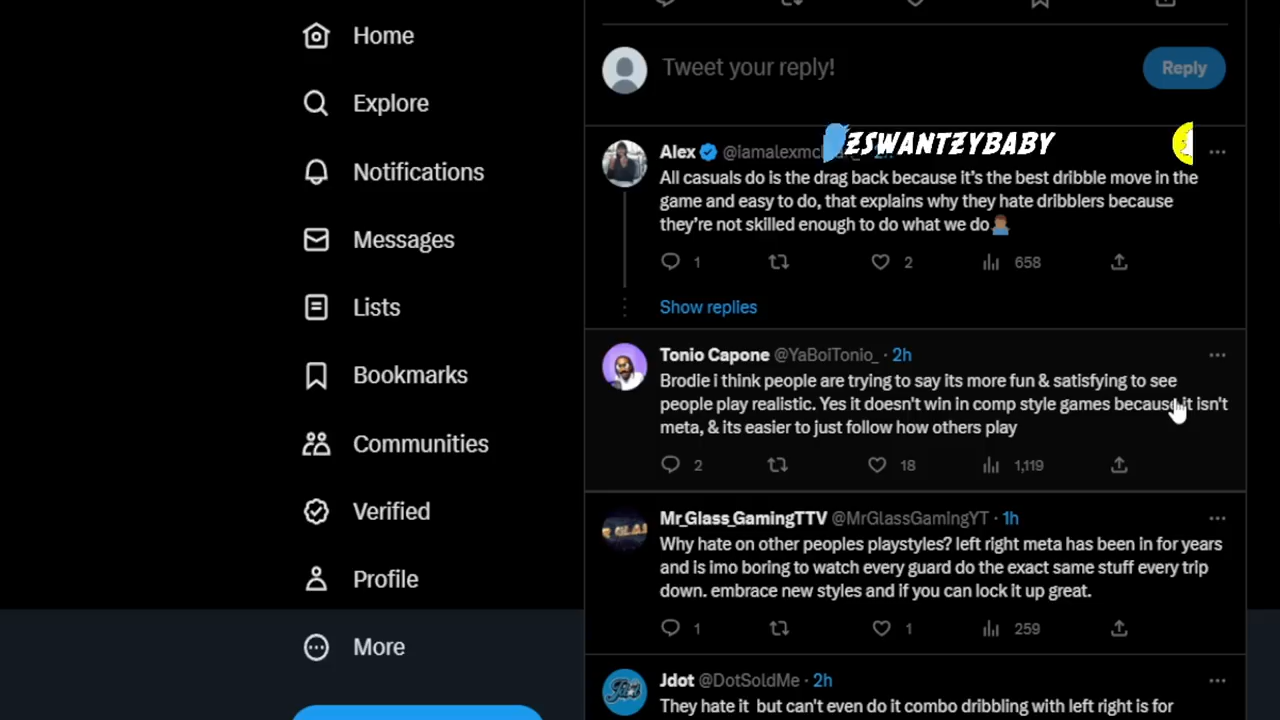 Home
Explore
Notifications
Messages
Lists
Bookmarks
Communities
Verified
Profile
More
Tweet your reply!
Reply
ZSWANTZYBABY
Alex
All casuals do is the drag back because it's the best dribble move in the
game and easy to do, that explains why they hate dribblers because
they're not skilled enough to do what we do
1 2 658
Show replies
Tonio Capone @YaBoiTonio_ · 2h
Brodie i think people are trying to say its more fun & satisfying to see
people play realistic. Yes it doesn't win in comp style games because it isn't
meta, & its easier to just follow how others play
2 18 1,119
Mr_Glass_GamingTTV @MrGlassGamingYT · 1h
Why hate on other peoples playstyles? left right meta has been in for years
and is imo boring to watch every guard do the exact same stuff every trip
down. embrace new styles and if you can lock it up great.
1 1 259
Jdot @DotSoldMe · 2h
They hate it but can't even do it combo dribbling with left right is for